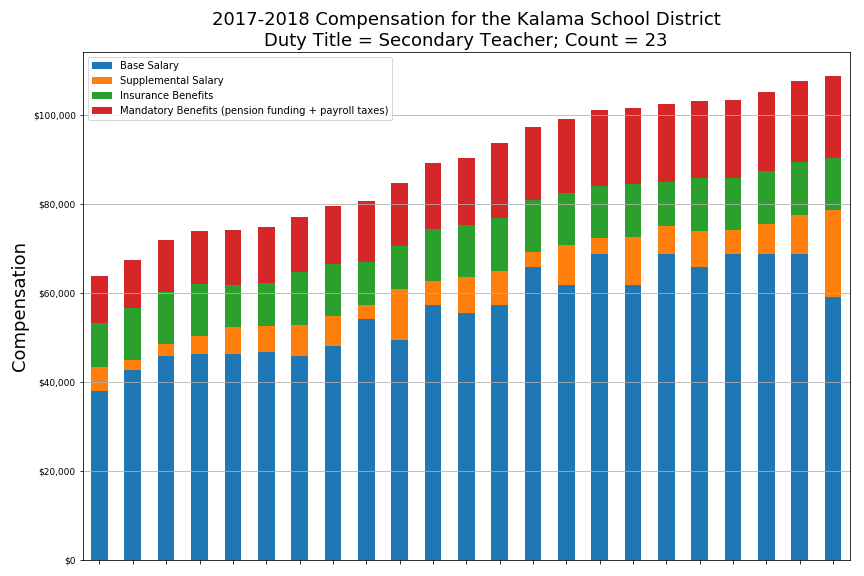 2017-2018 Compensation for the Kalama School District
Duty Title = Secondary Teacher; Count = 23
Base Salary
Supplemental Salary
Insurance Benefits
Mandatory Benefits (pension funding + payroll taxes)
$100,000
$80,000
$60,000
$40,000
$20,000
$0
Compensation